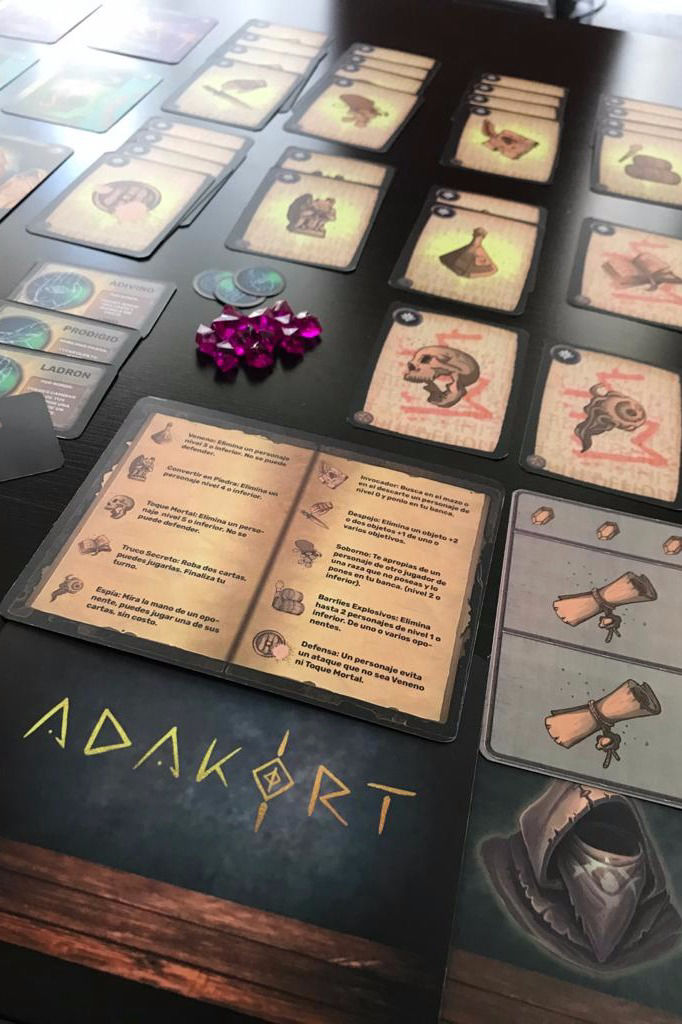 ADIVINO
PRODIGIO
LADRON
Veneno: Elimina un personaje
nivel 5 o inferior. No se puede
defender.
Convertir en Piedra: Elimina un
personaje nivel 4 o inferior.
Toque Mortal: Elimina un perso-
naje nivel 5 o inferior. No se
puede defender.
Truco Secreto: Roba dos cartas,
puedes jugarlas. Finaliza tu
turno.
Espía: Mira la mano de un opo-
nente, puedes jugar una de sus
cartas, sin costo.
Invocador: Busca en el mazo o
en el descarte un personaje de
nivel 0 y ponlo en tu banca.
Despojo: Elimina un objeto +2
o dos objetos +1 de uno o
varios objetivos.
Soborno: Te apropias de un
personaje de otro jugador de
una raza que no poseas y lo
pones en tu banca. (nivel 2 o
inferior).
Barriles Explosivos: Elimina
hasta 2 personajes de nivel 1 o
inferior. De uno o varios opo-
nentes.
Defensa: Un personaje evita
un ataque que no sea Veneno
ni Toque Mortal.
ADAKORT